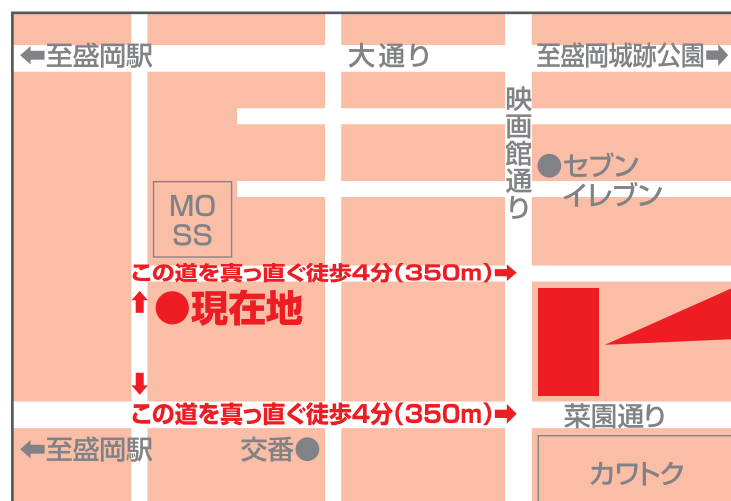 ←至盛岡駅
大通り
至盛岡城跡公園→
映画館通り
●セブン
イレブン
MO
SS
この道を真っ直ぐ徒歩4分(350m)→
●現在地
この道を真っ直ぐ徒歩4分(350m)→
菜園通り
←至盛岡駅
交番●
カワトク